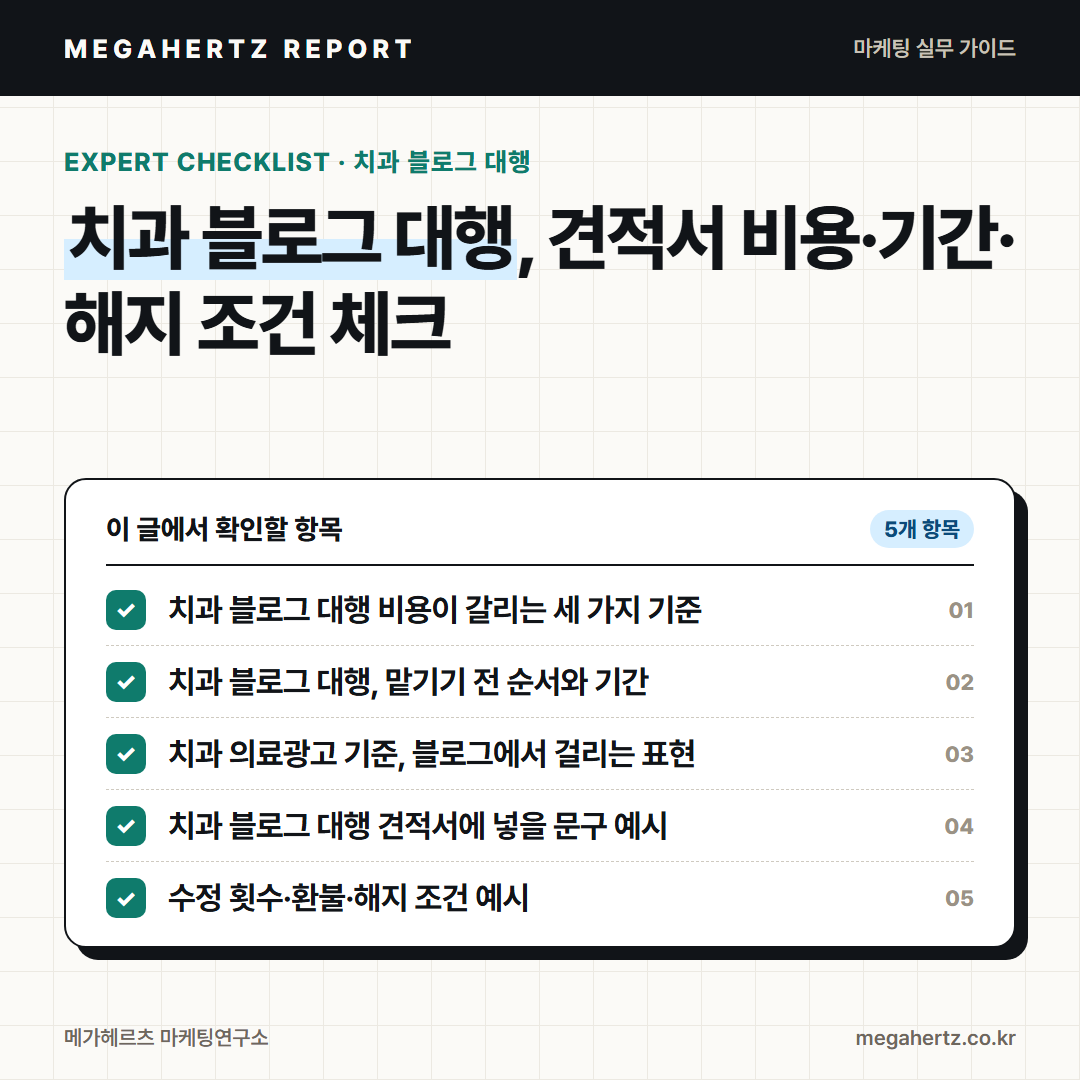 MEGAHERTZ REPORT
마케팅 실무 가이드
EXPERT CHECKLIST · 치과 블로그 대행
치과 블로그 대행, 견적서 비용·기간·
해지 조건 체크
이 글에서 확인할 항목
5개 항목
치과 블로그 대행 비용이 갈리는 세 가지 기준
01
치과 블로그 대행, 맡기기 전 순서와 기간
02
치과 의료광고 기준, 블로그에서 걸리는 표현
03
치과 블로그 대행 견적서에 넣을 문구 예시
04
수정 횟수·환불·해지 조건 예시
05
메가헤르츠 마케팅연구소
megahertz.co.kr